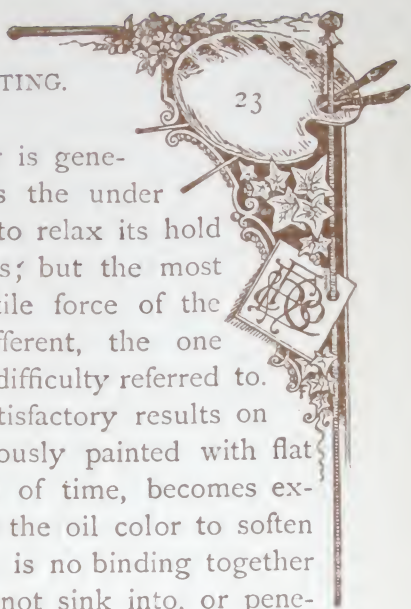 TING.
23
is gene-
the under
to relax its hold
s; but the most
tile force of the
fferent, the one
difficulty referred to.
tisfactory results on
ously painted with flat
of time, becomes ex-
the oil color to soften
is no binding together
not sink into, or pene-